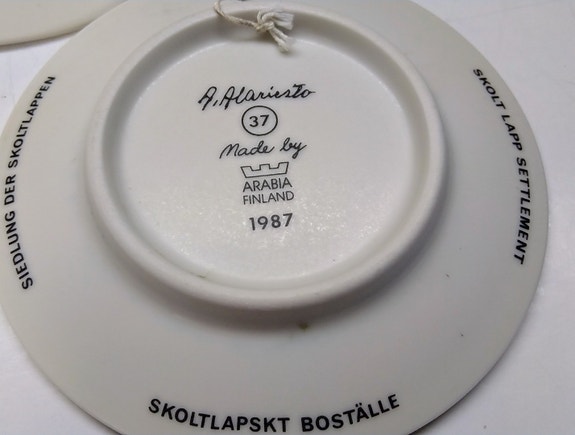 A. Alariesto
37
Made by
ARABIA
FINLAND
1987
SIEDLUNG DER SKOLTLAPPEN
SKOLT LAPP SETTLEMENT
SKOLTLAPSKT BOSTÄLLE